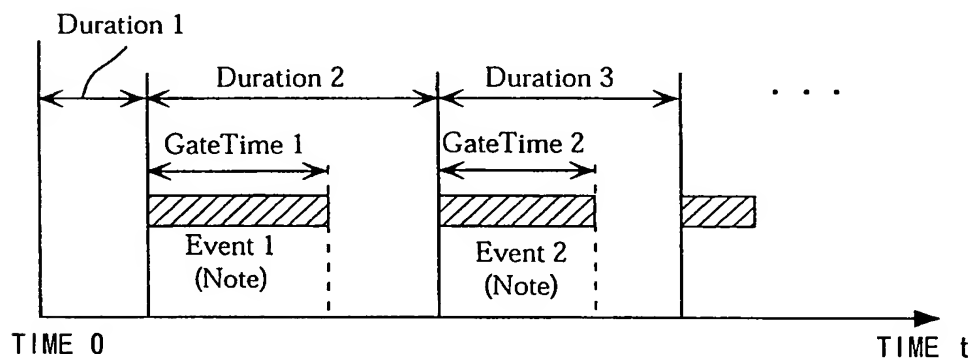 Duration 1
Duration 2
Duration 3
. . .
GateTime 1
GateTime 2
Event 1
(Note)
Event 2
(Note)
TIME 0
TIME t